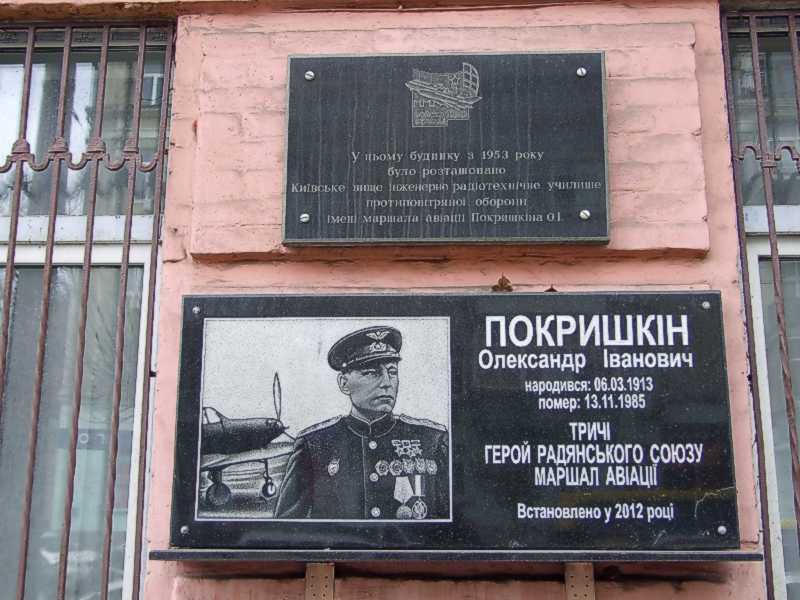 У цьому будинку з 1953 року
було розташовано
Київське вище інженерне радіотехнічне училище
протиповітряної оборони
імені маршала авіації Покришкіна О.І.
ПОКРИШКІН
Олександр Іванович
народився: 06.03.1913
помер: 13.11.1985
ТРИЧІ
ГЕРОЙ РАДЯНСЬКОГО СОЮЗУ
МАРШАЛ АВІАЦІЇ
Встановлено у 2012 році